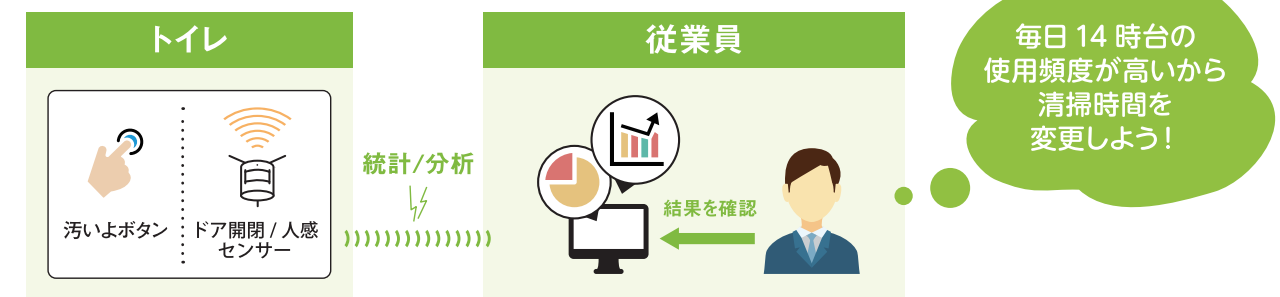 トイレ
汚いよボタン
ドア開閉 / 人感
センサー
統計/分析
従業員
結果を確認
毎日 14 時台の
使用頻度が高いから
清掃時間を
変更しよう！